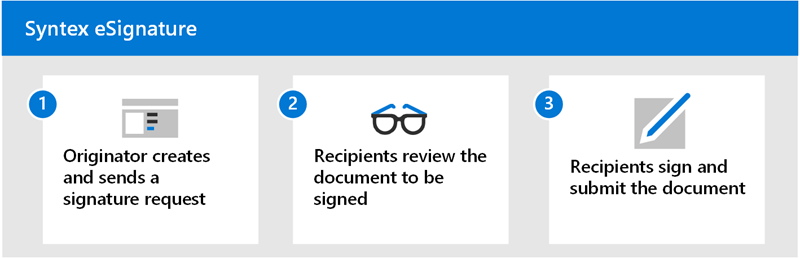 Syntex eSignature
1
Originator creates
and sends a
signature request
2
Recipients review the
document to be
signed
3
Recipients sign and
submit the document